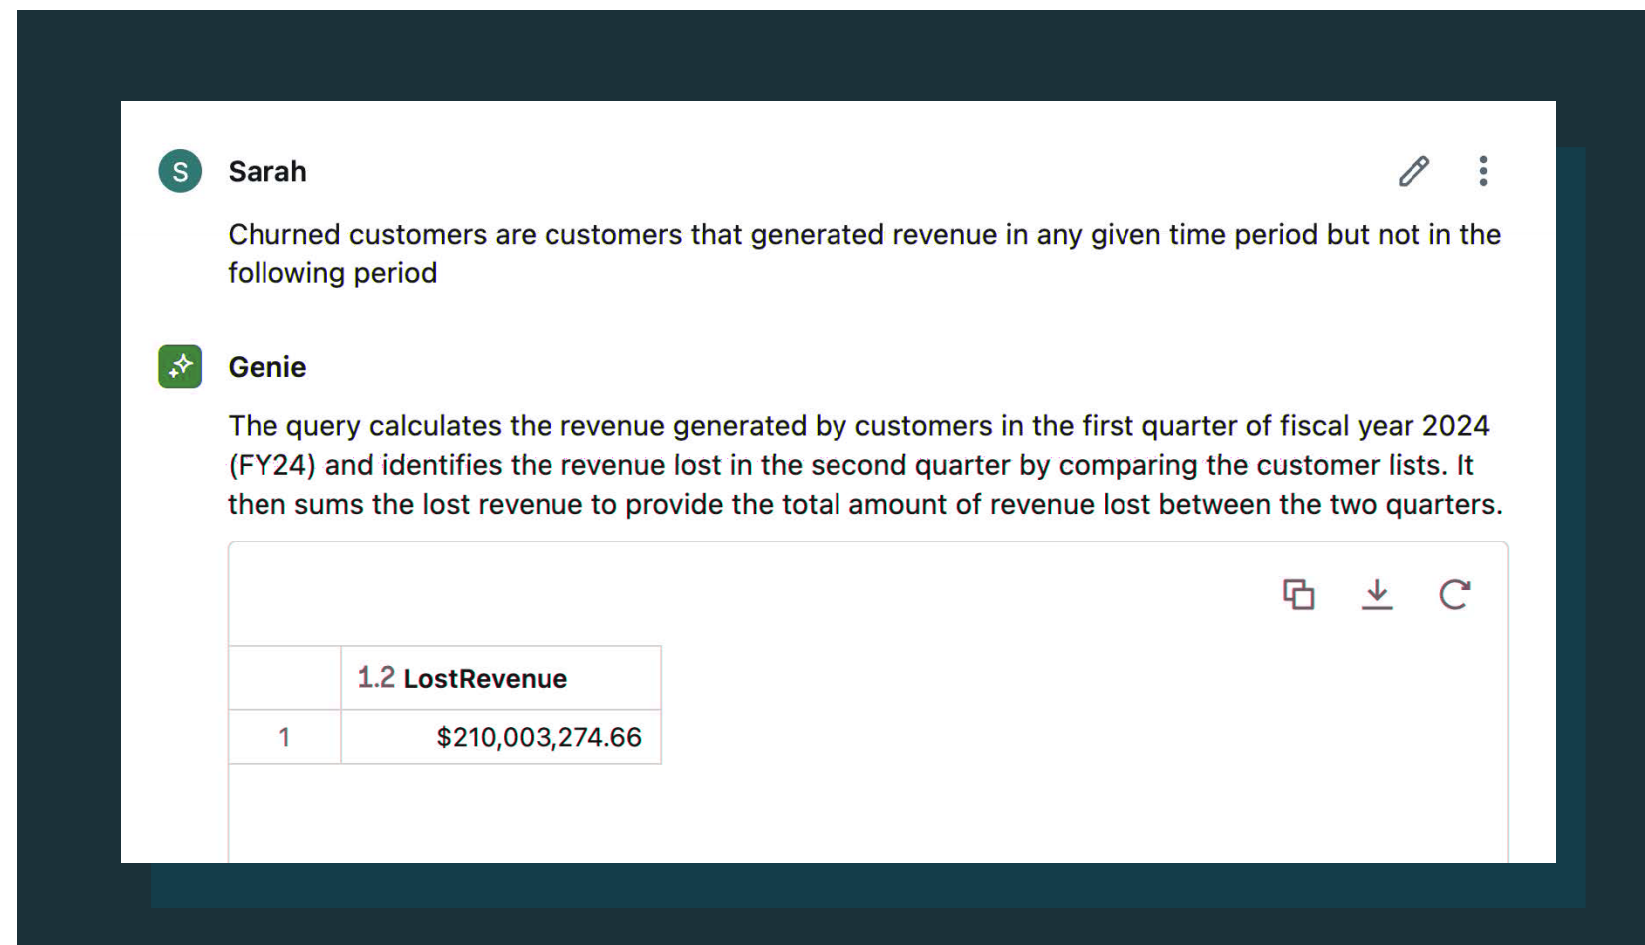 S Sarah
Churned customers are customers that generated revenue in any given time period but not in the
following period
Genie
The query calculates the revenue generated by customers in the first quarter of fiscal year 2024
(FY24) and identifies the revenue lost in the second quarter by comparing the customer lists. It
then sums the lost revenue to provide the total amount of revenue lost between the two quarters.
1.2 LostRevenue
1 $210,003,274.66